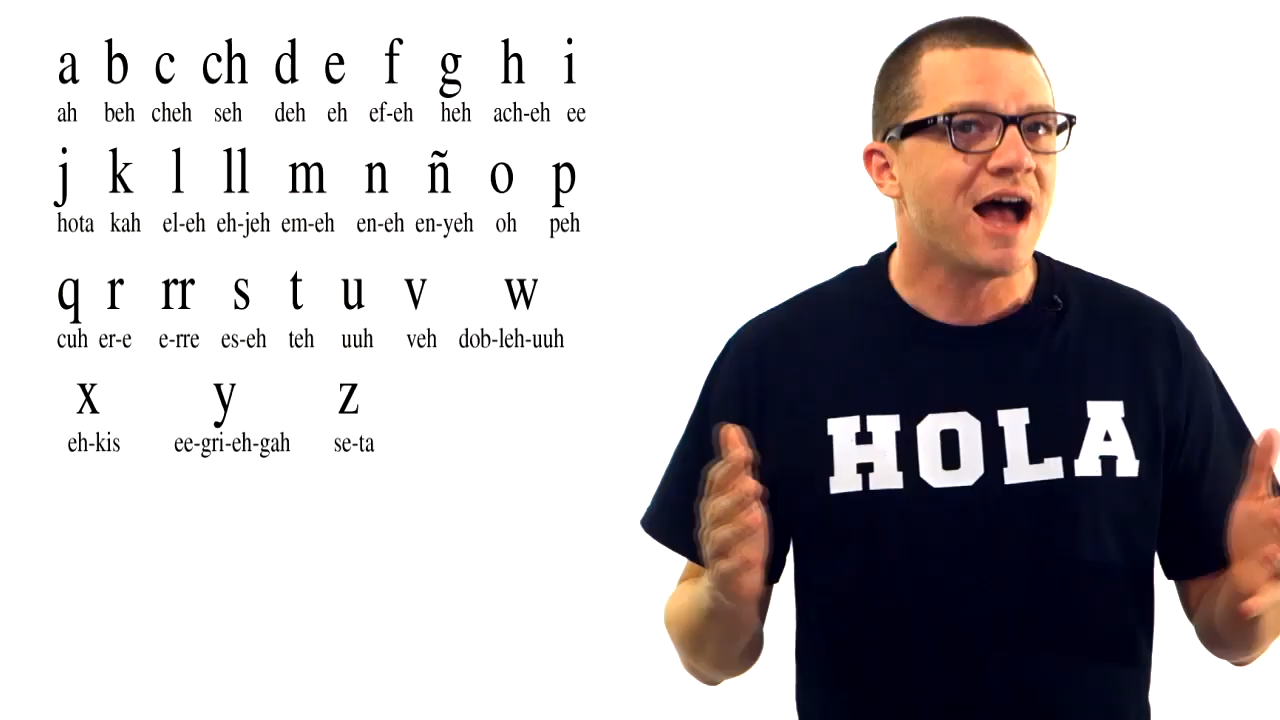 a b c ch d e f g h i
ah beh cheh seh deh eh ef-eh heh ach-eh ee
j k l ll m n ñ o p
hota kah el-eh eh-jeh em-eh en-eh en-yeh oh peh
q r rr s t u v w
cuh er-e e-rre es-eh teh uuh veh dob-leh-uuh
x y z
eh-kis ee-gri-eh-gah se-ta
HOLA